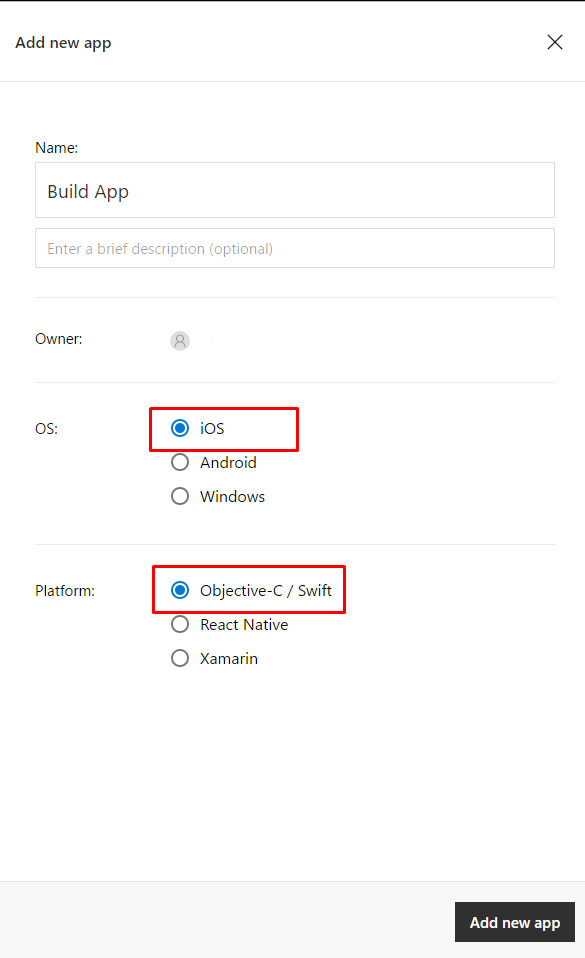 Add new app
Name:
Build App
Enter a brief description (optional)
Owner:
OS:
iOS
Android
Windows
Platform:
Objective-C / Swift
React Native
Xamarin
Add new app